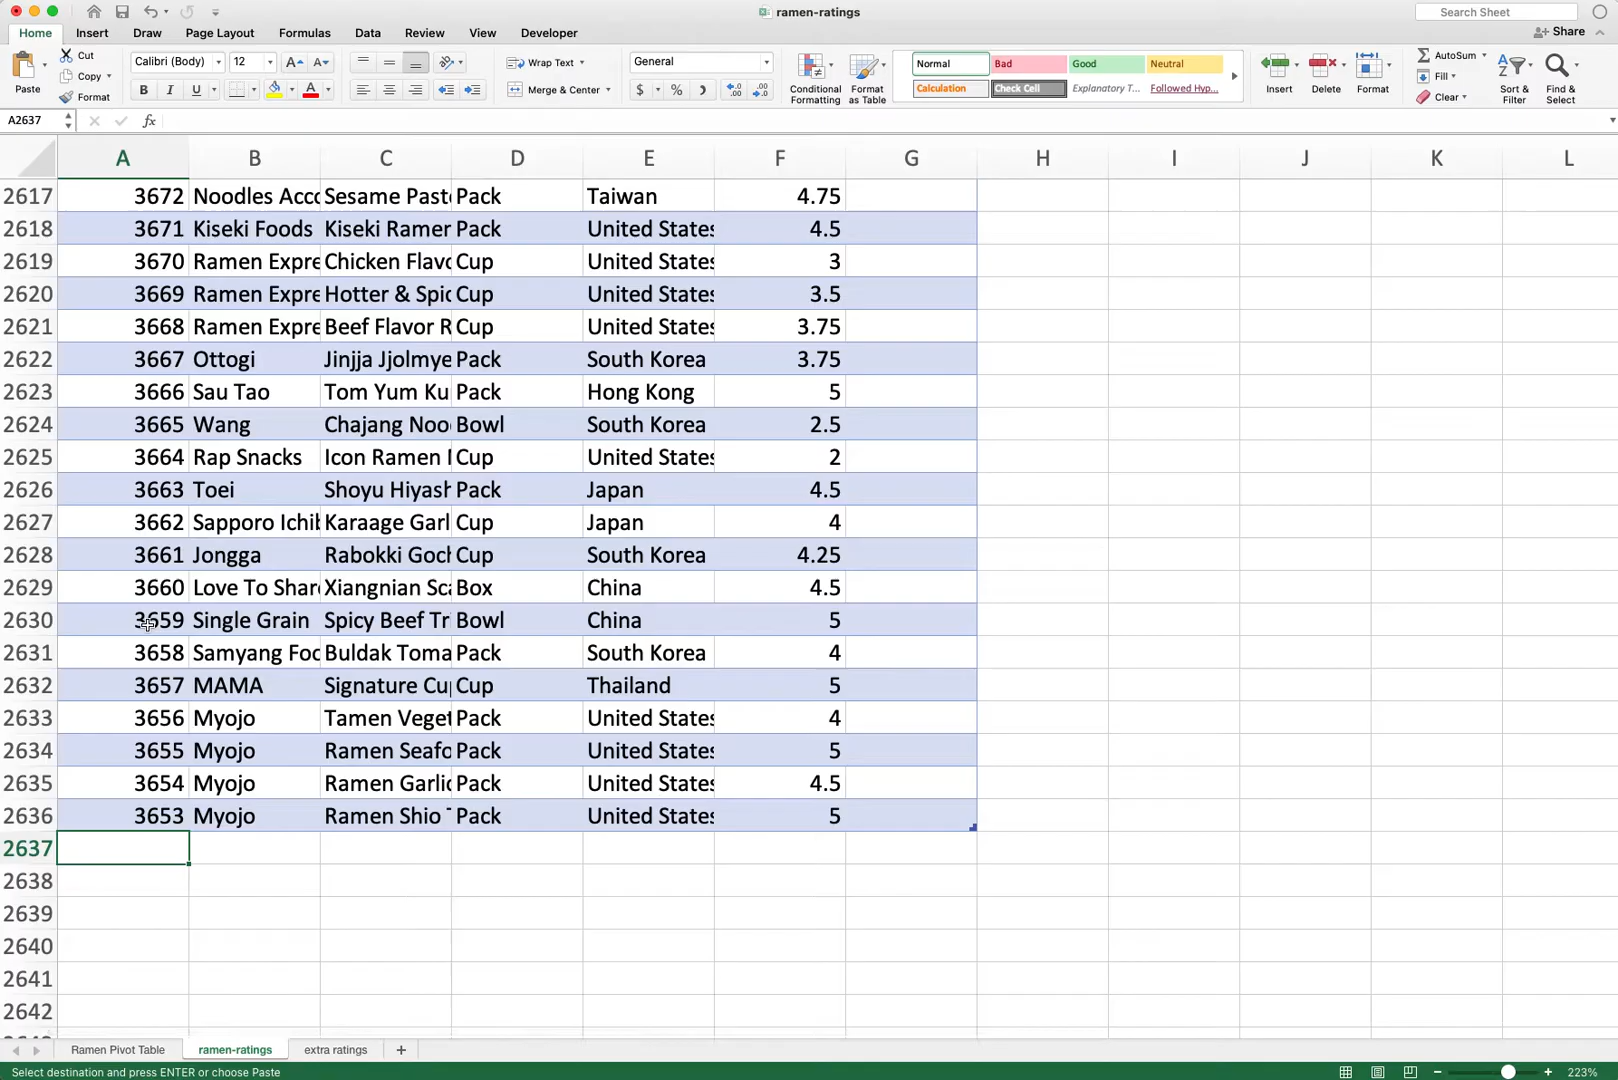 ramen-ratings
Search Sheet
Home Insert Draw Page Layout Formulas Data Review View Developer
Share
Paste
Cut
Copy
Format
Calibri (Body) 12
B I U
Wrap Text
Merge & Center
General
$ % )
Conditional Formatting
Format as Table
Normal Bad Good Neutral
Calculation Check Cell Explanatory T... Followed Hyp...
Insert
Delete
Format
AutoSum
Fill
Clear
Sort & Filter
Find & Select
A2637 fx
A B C D E F G H I J K L
2617 3672 Noodles Acco Sesame Paste Pack Taiwan 4.75
2618 3671 Kiseki Foods Kiseki Ramen Pack United States 4.5
2619 3670 Ramen Expre Chicken Flavo Cup United States 3
2620 3669 Ramen Expre Hotter & Spic Cup United States 3.5
2621 3668 Ramen Expre Beef Flavor R Cup United States 3.75
2622 3667 Ottogi Jinjja Jjolmye Pack South Korea 3.75
2623 3666 Sau Tao Tom Yum Ku Pack Hong Kong 5
2624 3665 Wang Chajang Nood Bowl South Korea 2.5
2625 3664 Rap Snacks Icon Ramen Cup United States 2
2626 3663 Toei Shoyu Hiyash Pack Japan 4.5
2627 3662 Sapporo Ichib Karaage Garl Cup Japan 4
2628 3661 Jongga Rabokki Goch Cup South Korea 4.25
2629 3660 Love To Share Xiangnian Sca Box China 4.5
2630 3659 Single Grain Spicy Beef Tr Bowl China 5
2631 3658 Samyang Foo Buldak Toma Pack South Korea 4
2632 3657 MAMA Signature Cup Cup Thailand 5
2633 3656 Myojo Tamen Veget Pack United States 4
2634 3655 Myojo Ramen Seafo Pack United States 5
2635 3654 Myojo Ramen Garlic Pack United States 4.5
2636 3653 Myojo Ramen Shio Pack United States 5
2637
2638
2639
2640
2641
2642
Ramen Pivot Table ramen-ratings extra ratings
Select destination and press ENTER or choose Paste
223%